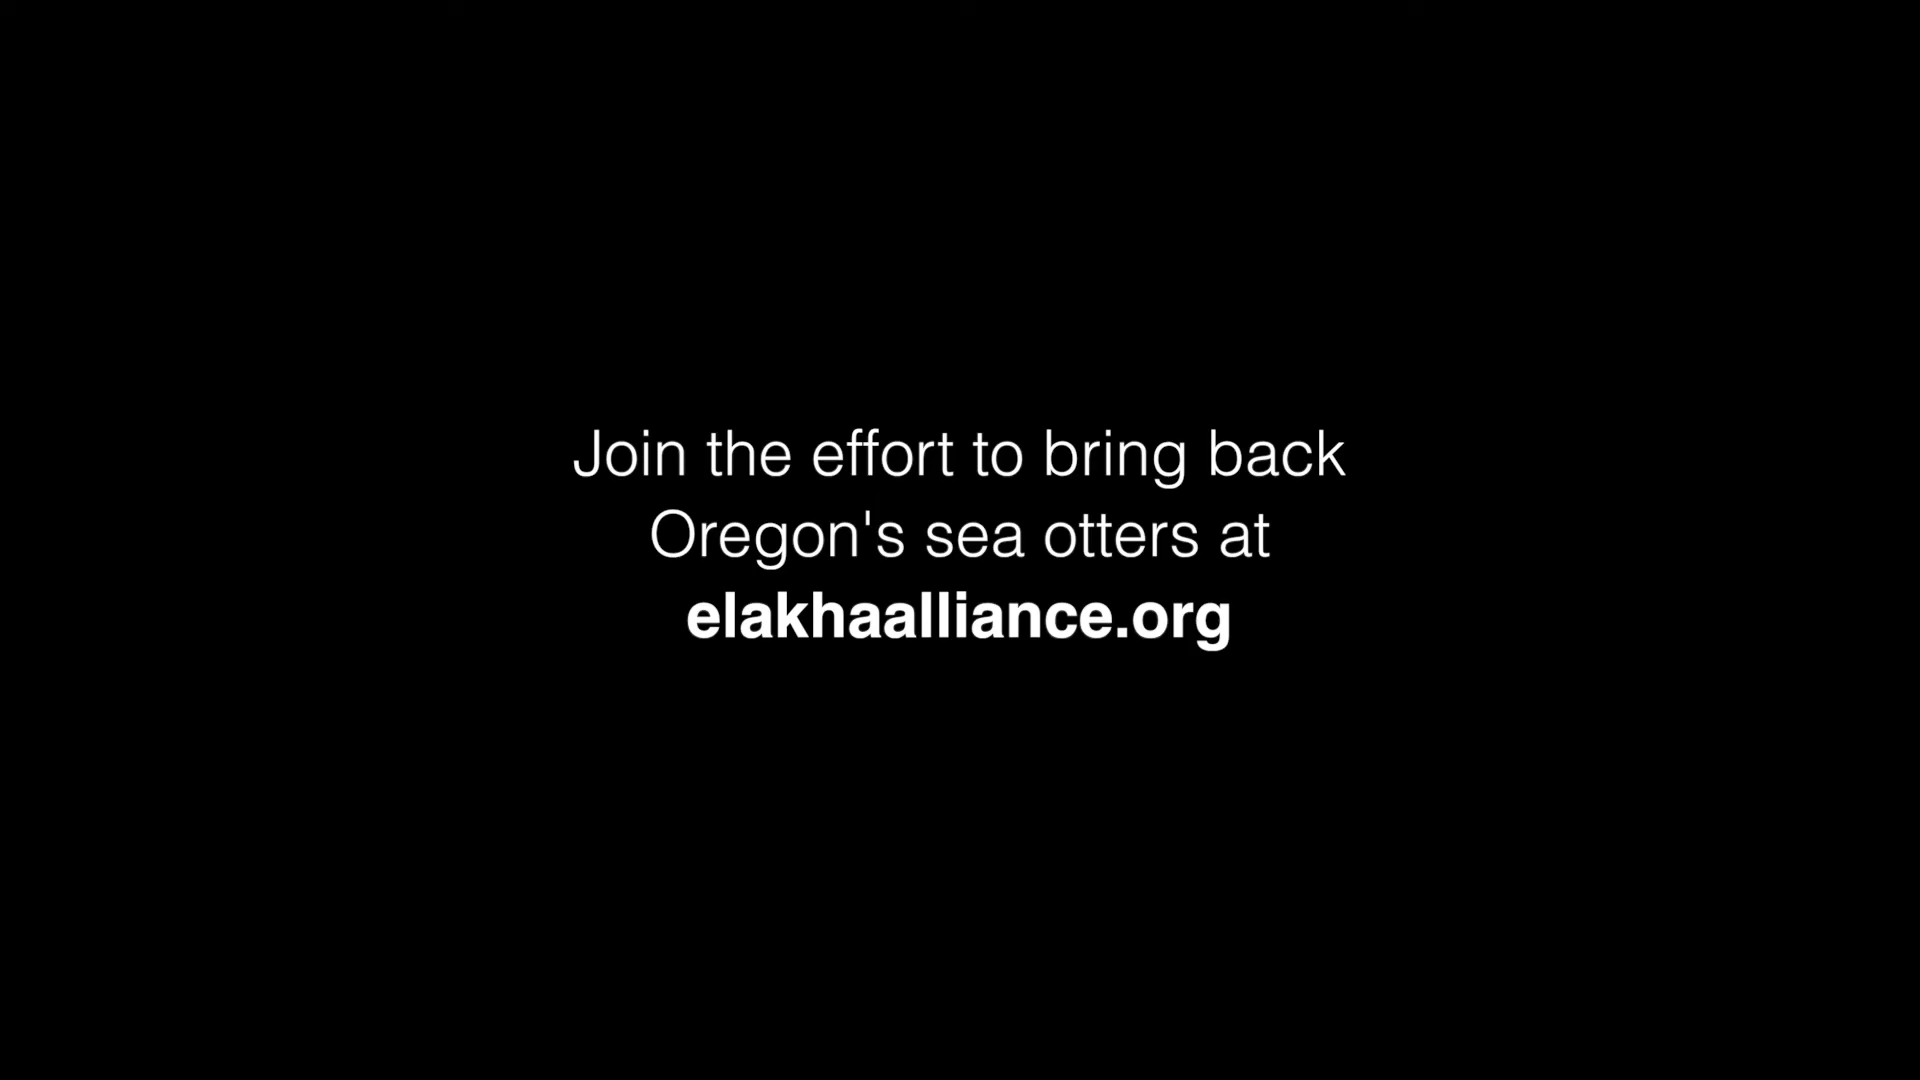 Join the effort to bring back
Oregon's sea otters at
elakhaalliance.org